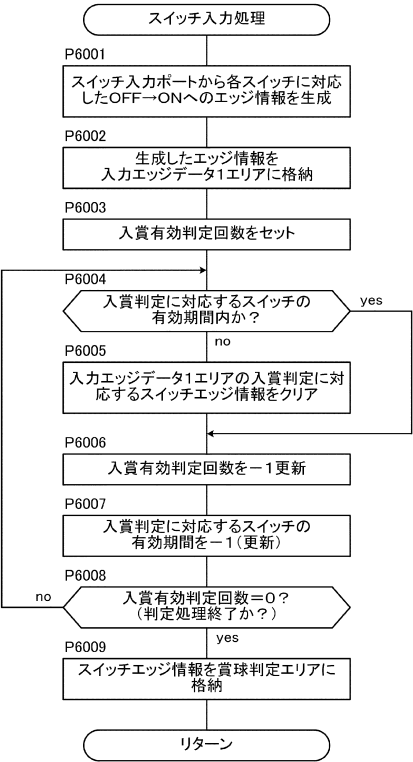 スイッチ入力処理
P6001
スイッチ入力ポートから各スイッチに対応
したOFF→ONへのエッジ情報を生成
P6002
生成したエッジ情報を
入力エッジデータ1エリアに格納
P6003
入賞有効判定回数をセット
P6004
入賞判定に対応するスイッチの
有効期間内か？
yes
no
P6005
入力エッジデータ1エリアの入賞判定に対
応するスイッチエッジ情報をクリア
P6006
入賞有効判定回数を－1更新
P6007
入賞判定に対応するスイッチの
有効期間を－1（更新）
P6008
no
入賞有効判定回数＝0？
（判定処理終了か？）
yes
P6009
スイッチエッジ情報を賞球判定エリアに
格納
リターン